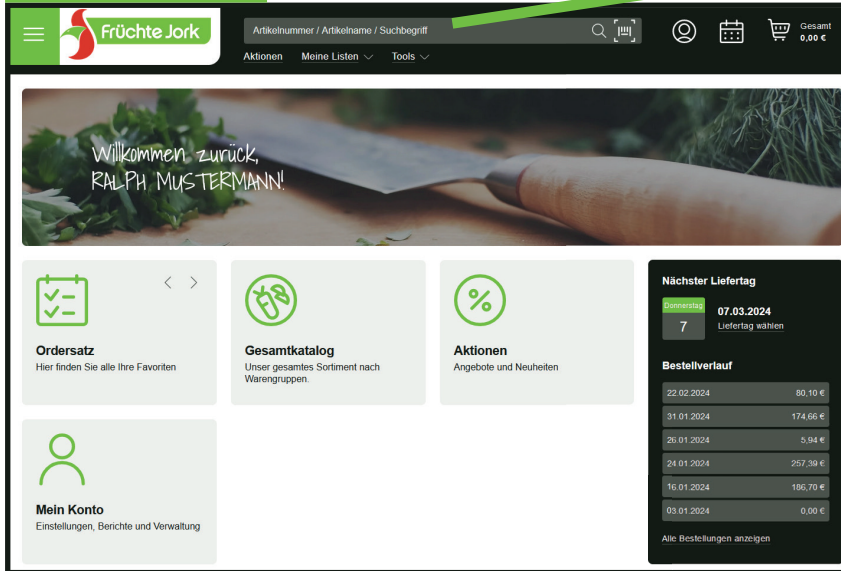 Früchte Jork
Artikelnummer / Artikelname / Suchbegriff
Gesamt
0,00 €
Aktionen Meine Listen Tools
Willkommen zurück,
RALPH MUSTERMANN!
Ordersatz
Hier finden Sie alle Ihre Favoriten
Gesamtkatalog
Unser gesamtes Sortiment nach
Warengruppen.
Aktionen
Angebote und Neuheiten
Mein Konto
Einstellungen, Berichte und Verwaltung
Nächster Liefertag
Donnerstag
7
07.03.2024
Liefertag wählen
Bestellverlauf
22.02.2024 80,10 €
31.01.2024 174,66 €
26.01.2024 5,94 €
24.01.2024 257,39 €
16.01.2024 186,70 €
03.01.2024 0,00 €
Alle Bestellungen anzeigen